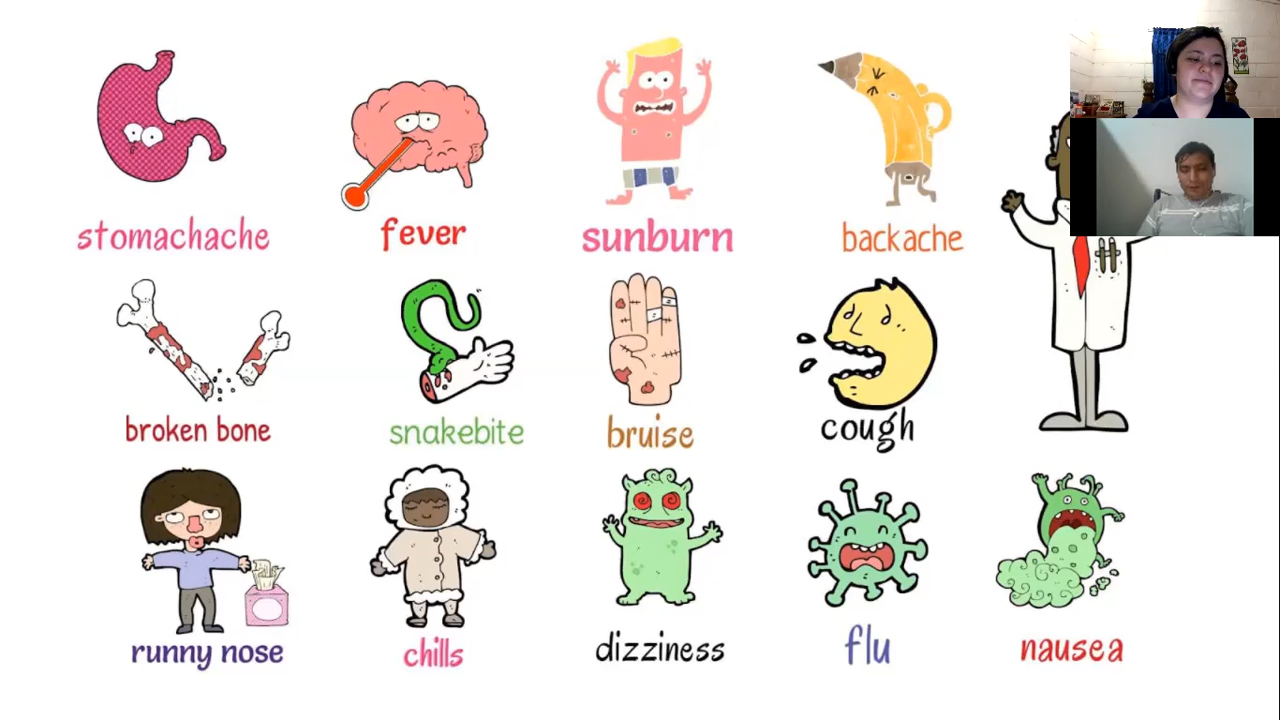 stomachache
fever
sunburn
backache
broken bone
snakebite
bruise
cough
runny nose
chills
dizziness
flu
nausea